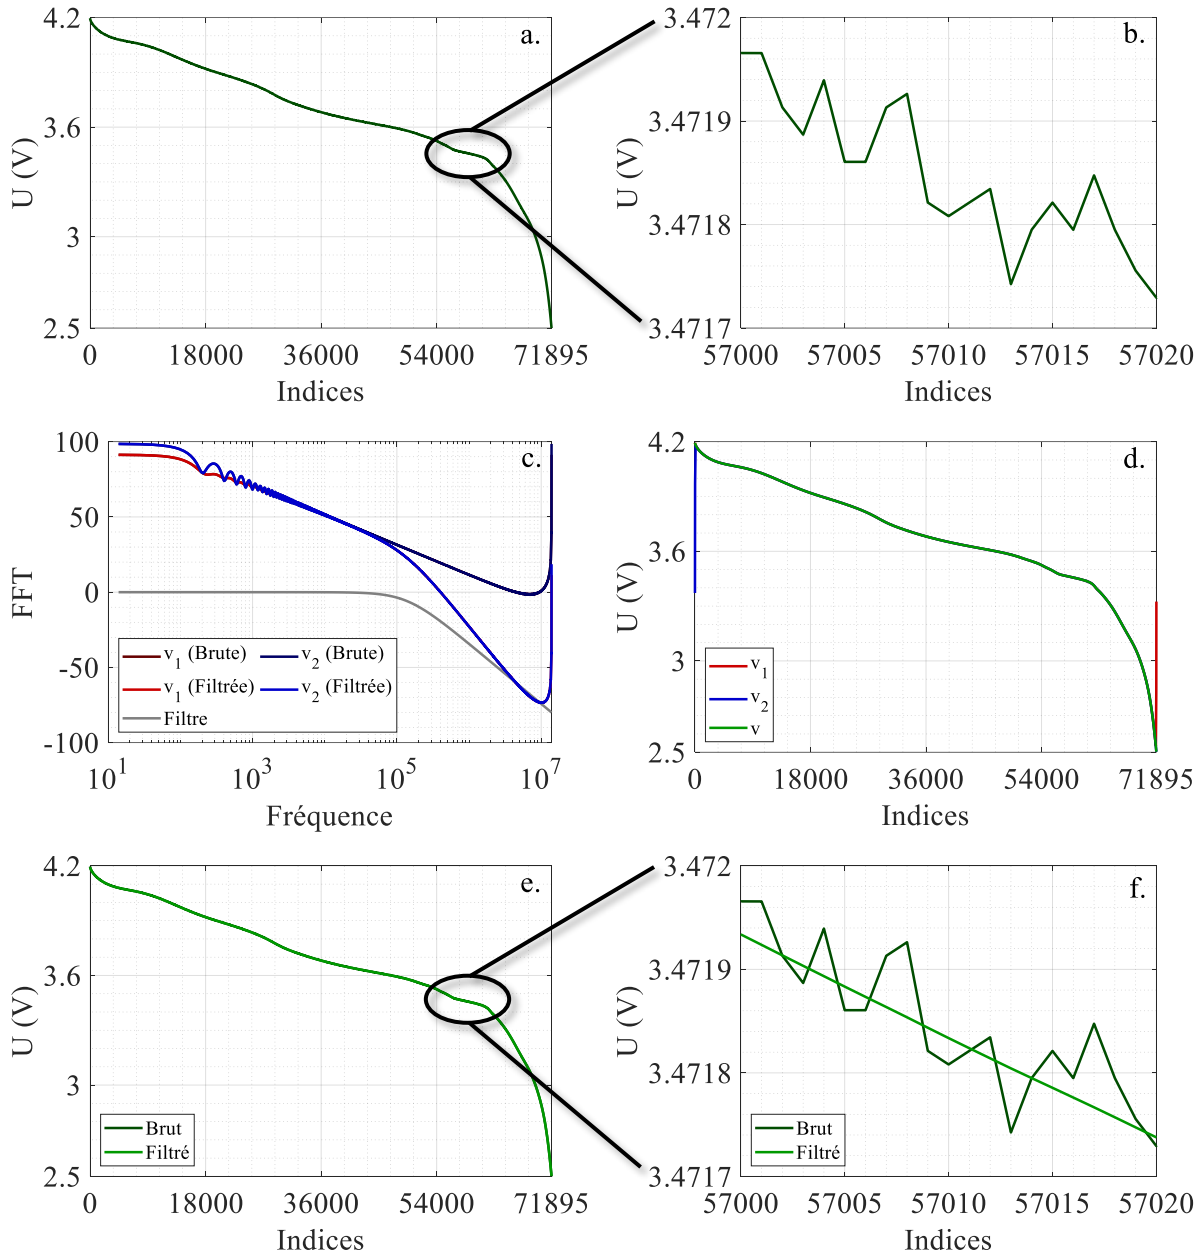 a.
4.2
3.6
3
2.5
U (V)
0 18000 36000 54000 71895
Indices
b.
3.472
3.4719
3.4718
3.4717
U (V)
57000 57005 57010 57015 57020
Indices
c.
100
50
0
-50
-100
FFT
v1 (Brute) v2 (Brute)
v1 (Filtrée) v2 (Filtrée)
Filtre
10^1 10^3 10^5 10^7
Fréquence
d.
4.2
3.6
3
2.5
U (V)
v1
v2
v
0 18000 36000 54000 71895
Indices
e.
4.2
3.6
3
2.5
U (V)
Brut
Filtré
0 18000 36000 54000 71895
Indices
f.
3.472
3.4719
3.4718
3.4717
U (V)
Brut
Filtré
57000 57005 57010 57015 57020
Indices